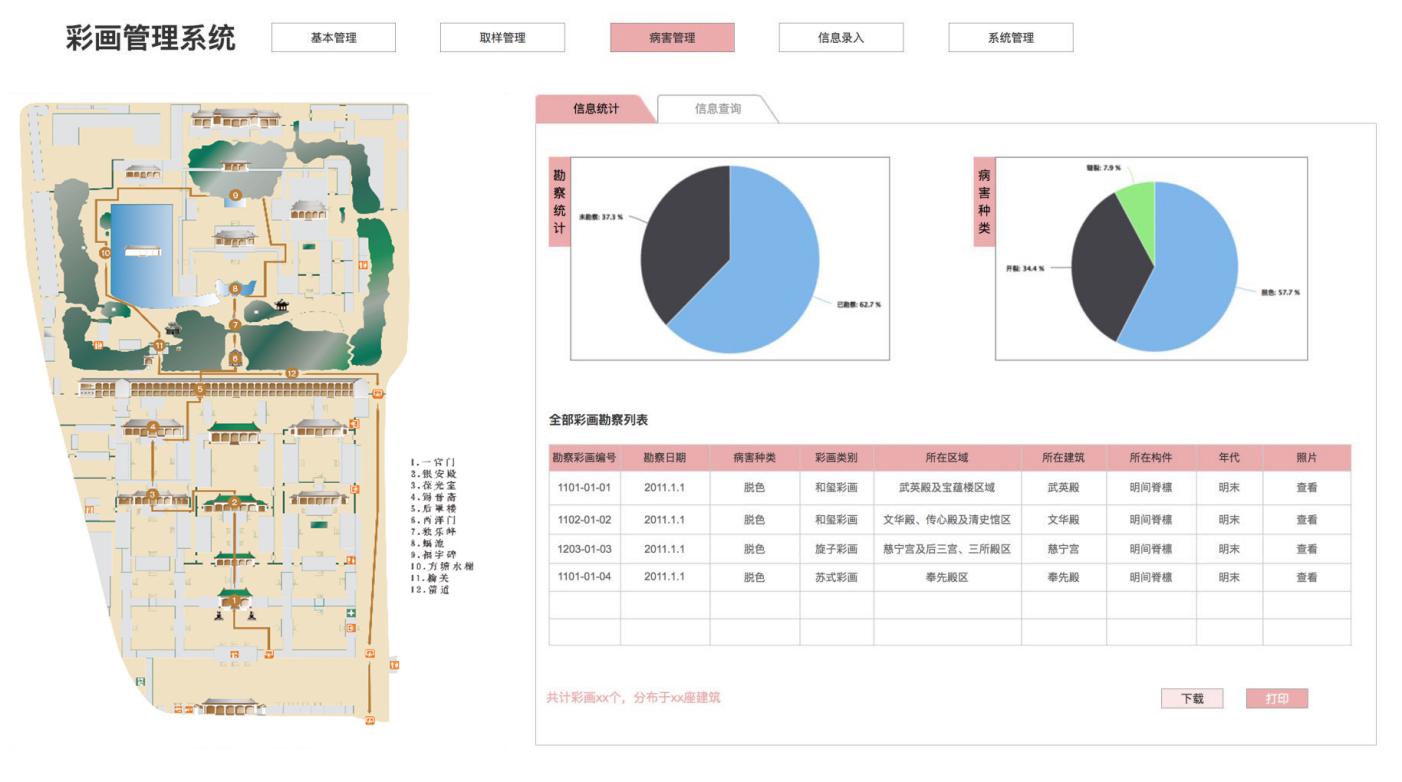 彩画管理系统
基本管理
取样管理
病害管理
信息录入
系统管理
信息统计
信息查询
勘察统计
未勘察: 37.3 %
已勘察: 62.7 %
病害种类
开裂: 34.4 %
脱色: 57.7 %
7.9 %
9
10
8
7
11
6
12
5
4
3
2
1
1.一宫门
2.银安殿
3.葆光室
4.锡晋斋
5.后罩楼
6.西洋门
7.独乐峰
8.蝠池
9.福字碑
10.方塘水榭
11.榆关
12.箭道
全部彩画勘察列表
勘察彩画编号 勘察日期 病害种类 彩画类别 所在区域 所在建筑 所在构件 年代 照片
1101-01-01 2011.1.1 脱色 和玺彩画 武英殿及宝蕴楼区域 武英殿 明间脊檩 明末 查看
1102-01-02 2011.1.1 脱色 和玺彩画 文华殿、传心殿及清史馆区 文华殿 明间脊檩 明末 查看
1203-01-03 2011.1.1 脱色 旋子彩画 慈宁宫及后三宫、三所殿区 慈宁宫 明间脊檩 明末 查看
1101-01-04 2011.1.1 脱色 苏式彩画 奉先殿区 奉先殿 明间脊檩 明末 查看
共计彩画xx个，分布于xx座建筑
下载
打印